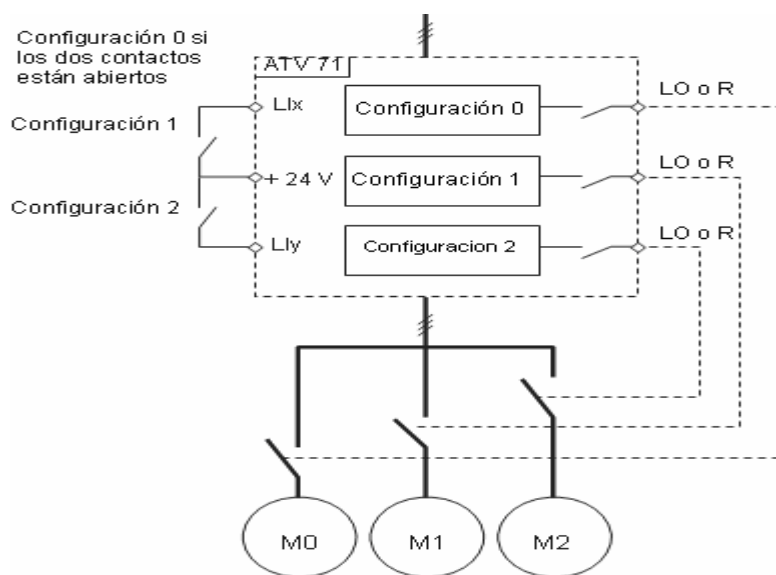 Configuración 0 si
los dos contactos
están abiertos
ATV 71
LIx
Configuración 0
LO o R
Configuración 1
+ 24 V
Configuración 1
LO o R
Configuración 2
LIy
Configuracion 2
LO o R
M0
M1
M2